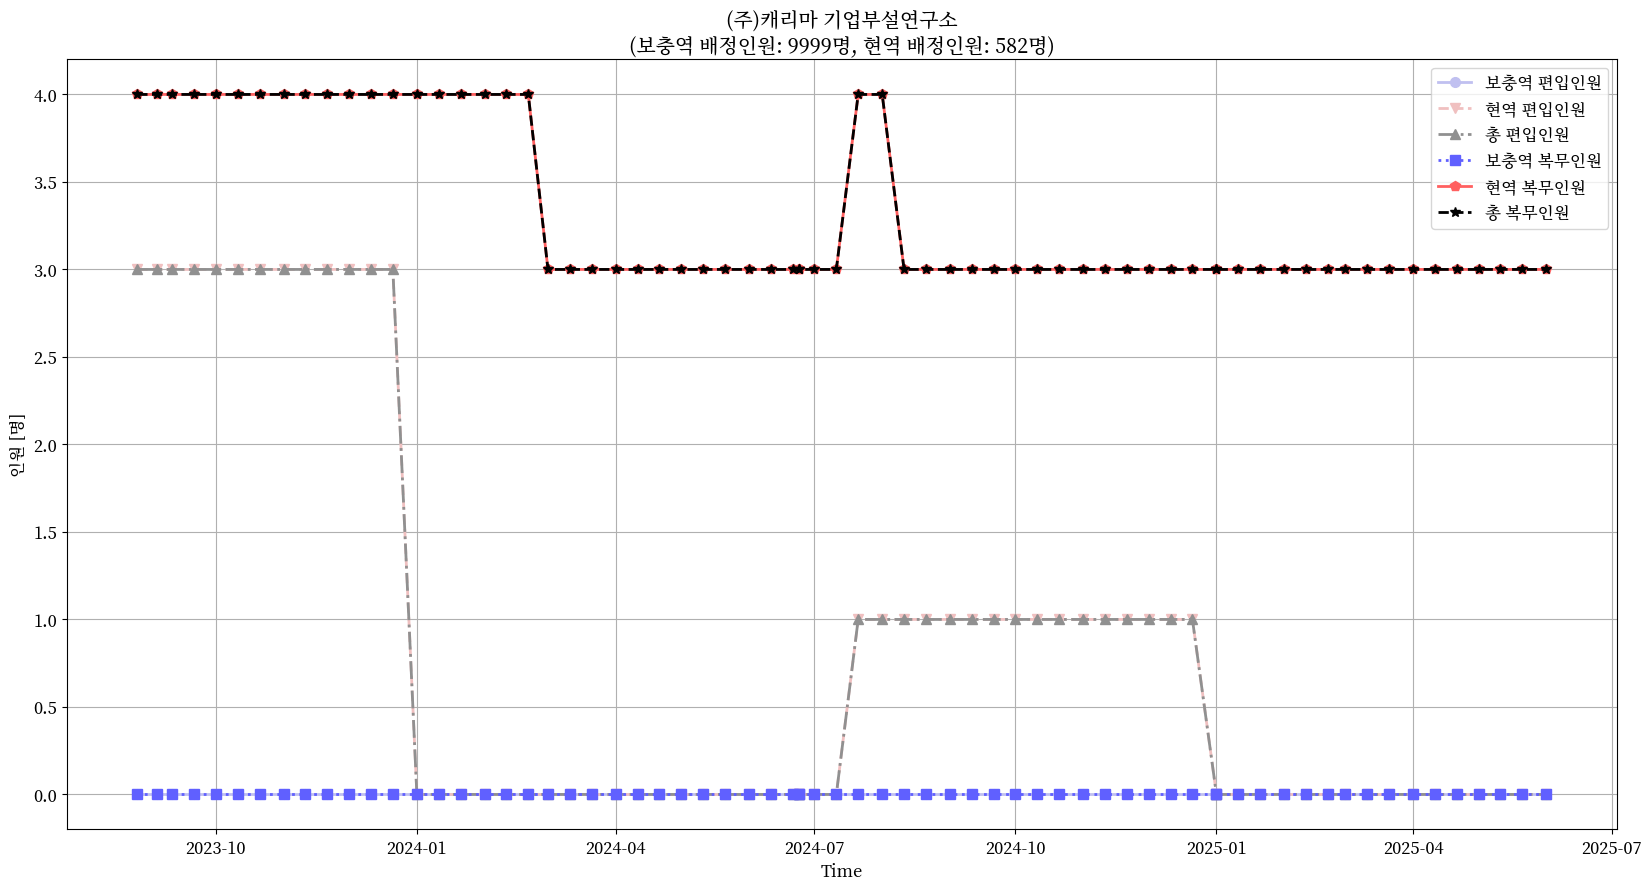 (주)캐리마 기업부설연구소
(보충역 배정인원: 9999명, 현역 배정인원: 582명)
보충역 편입인원
현역 편입인원
총 편입인원
보충역 복무인원
현역 복무인원
총 복무인원
4.0
3.5
3.0
2.5
2.0
1.5
1.0
0.5
0.0
인원 [명]
2023-10
2024-01
2024-04
2024-07
2024-10
2025-01
2025-04
2025-07
Time